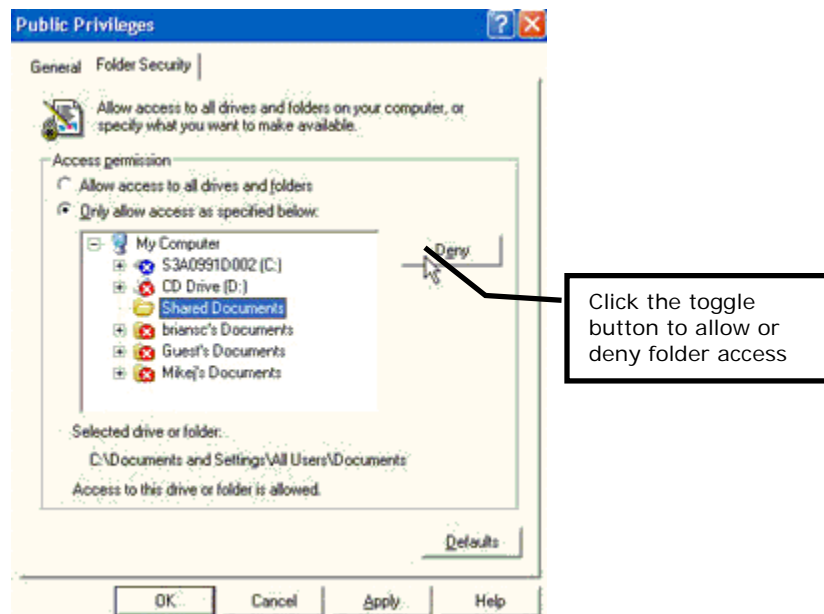 Public Privileges
General Folder Security
Allow access to all drives and folders on your computer, or
specify what you want to make available.
Access permission
Allow access to all drives and folders
Only allow access as specified below:
My Computer
S3A0991D002 (C:)
CD Drive (D:)
Shared Documents
briansc's Documents
Guest's Documents
Mikej's Documents
Deny
Click the toggle
button to allow or
deny folder access
Selected drive or folder:
C:\Documents and Settings\All Users\Documents
Access to this drive or folder is allowed.
Defaults
OK Cancel Apply Help